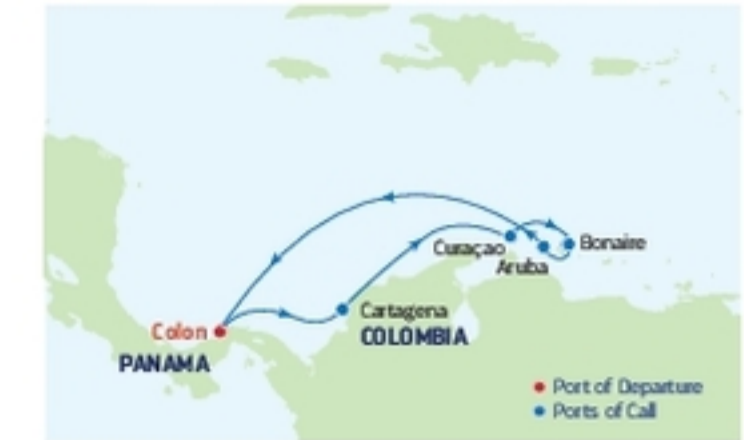 Curaçao
Bonaire
Aruba
Cartagena
COLOMBIA
Colon
PANAMA
Port of Departure
Ports of Call